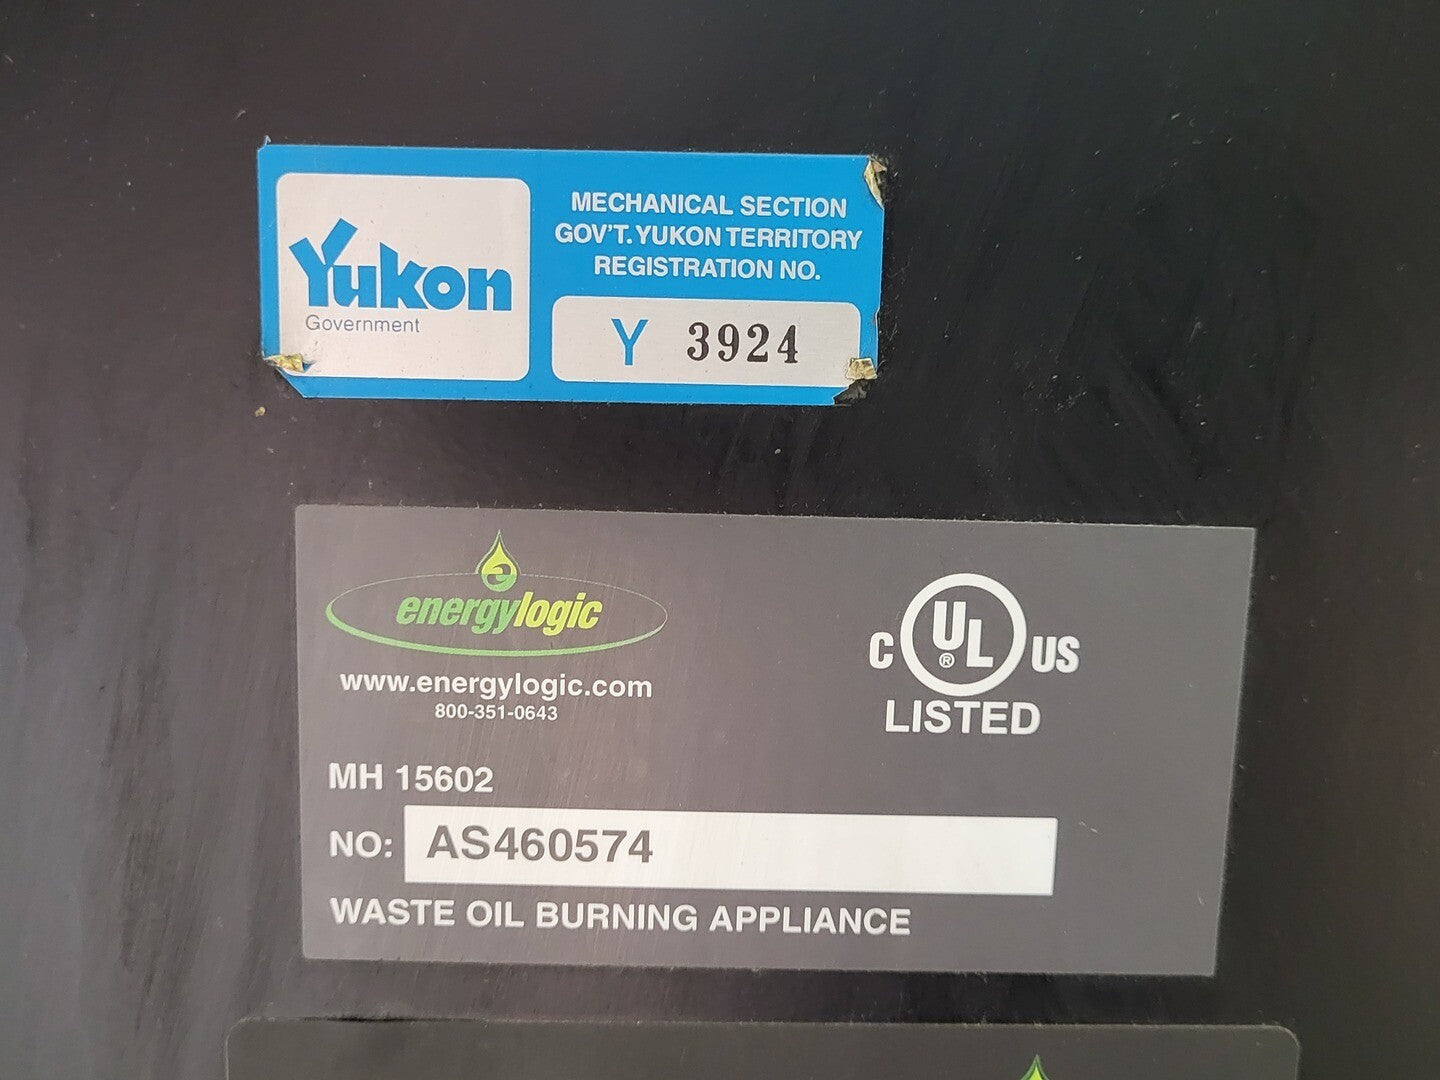 Yukon
Government
MECHANICAL SECTION
GOV'T. YUKON TERRITORY
REGISTRATION NO.
Y 3924
e
energylogic
www.energylogic.com
800-351-0643
C UL® US
LISTED
MH 15602
NO: AS460574
WASTE OIL BURNING APPLIANCE